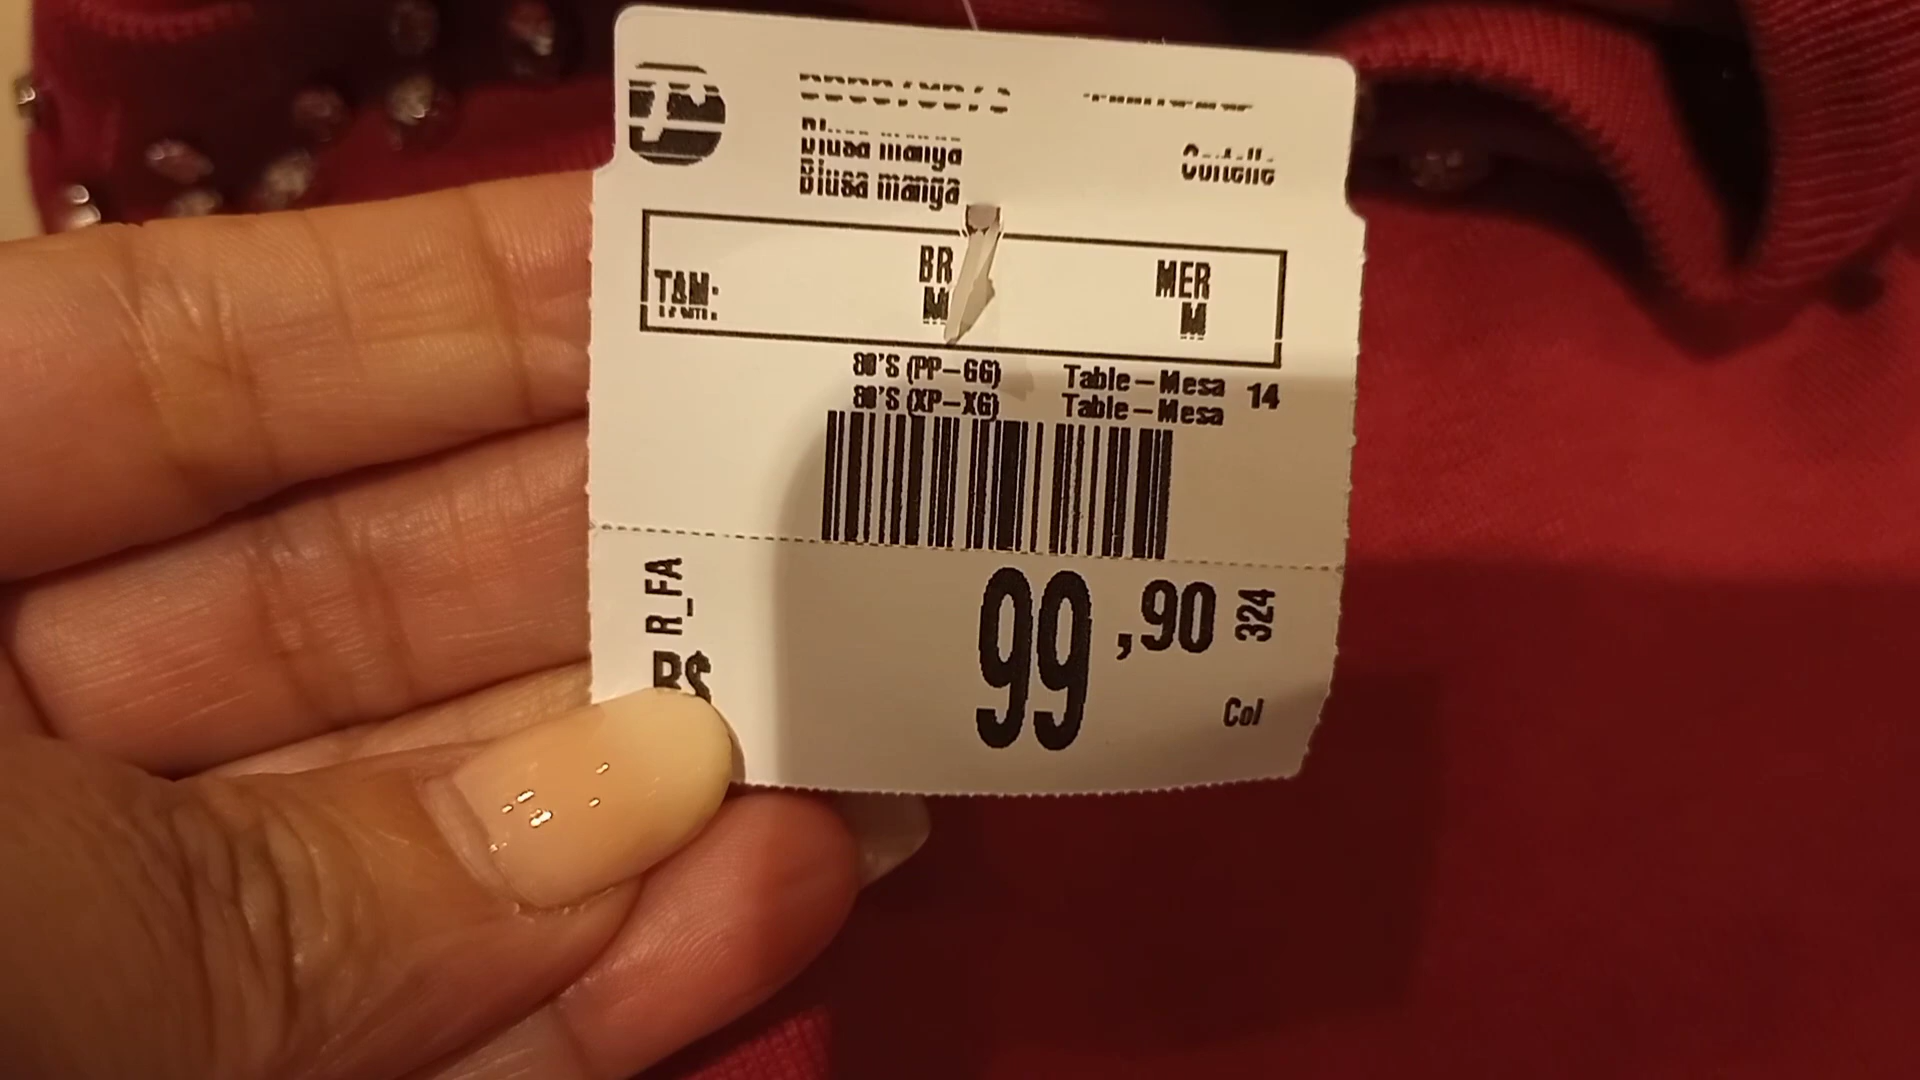 Blusa manga
Blusa manga
TAM.
BR
M
MER
M
80'S (PP-GG)
80'S (XP-XG)
Table-Mesa
Table-Mesa
14
R_FA
R$
99,90
324
Col